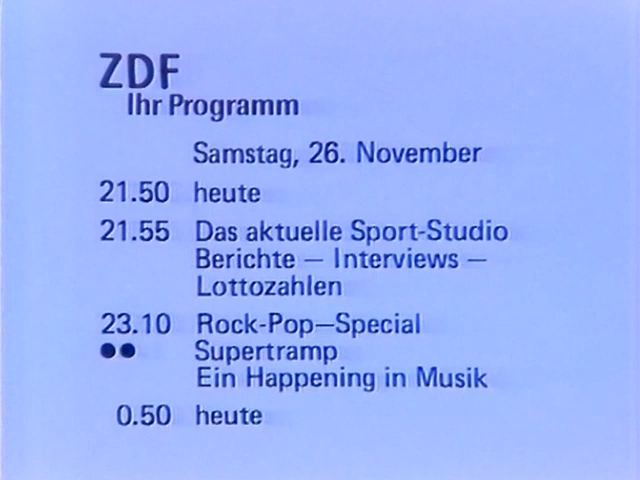 ZDF
Ihr Programm
Samstag, 26. November
21.50 heute
21.55 Das aktuelle Sport-Studio
Berichte – Interviews –
Lottozahlen
23.10 Rock-Pop–Special
●● Supertramp
Ein Happening in Musik
0.50 heute